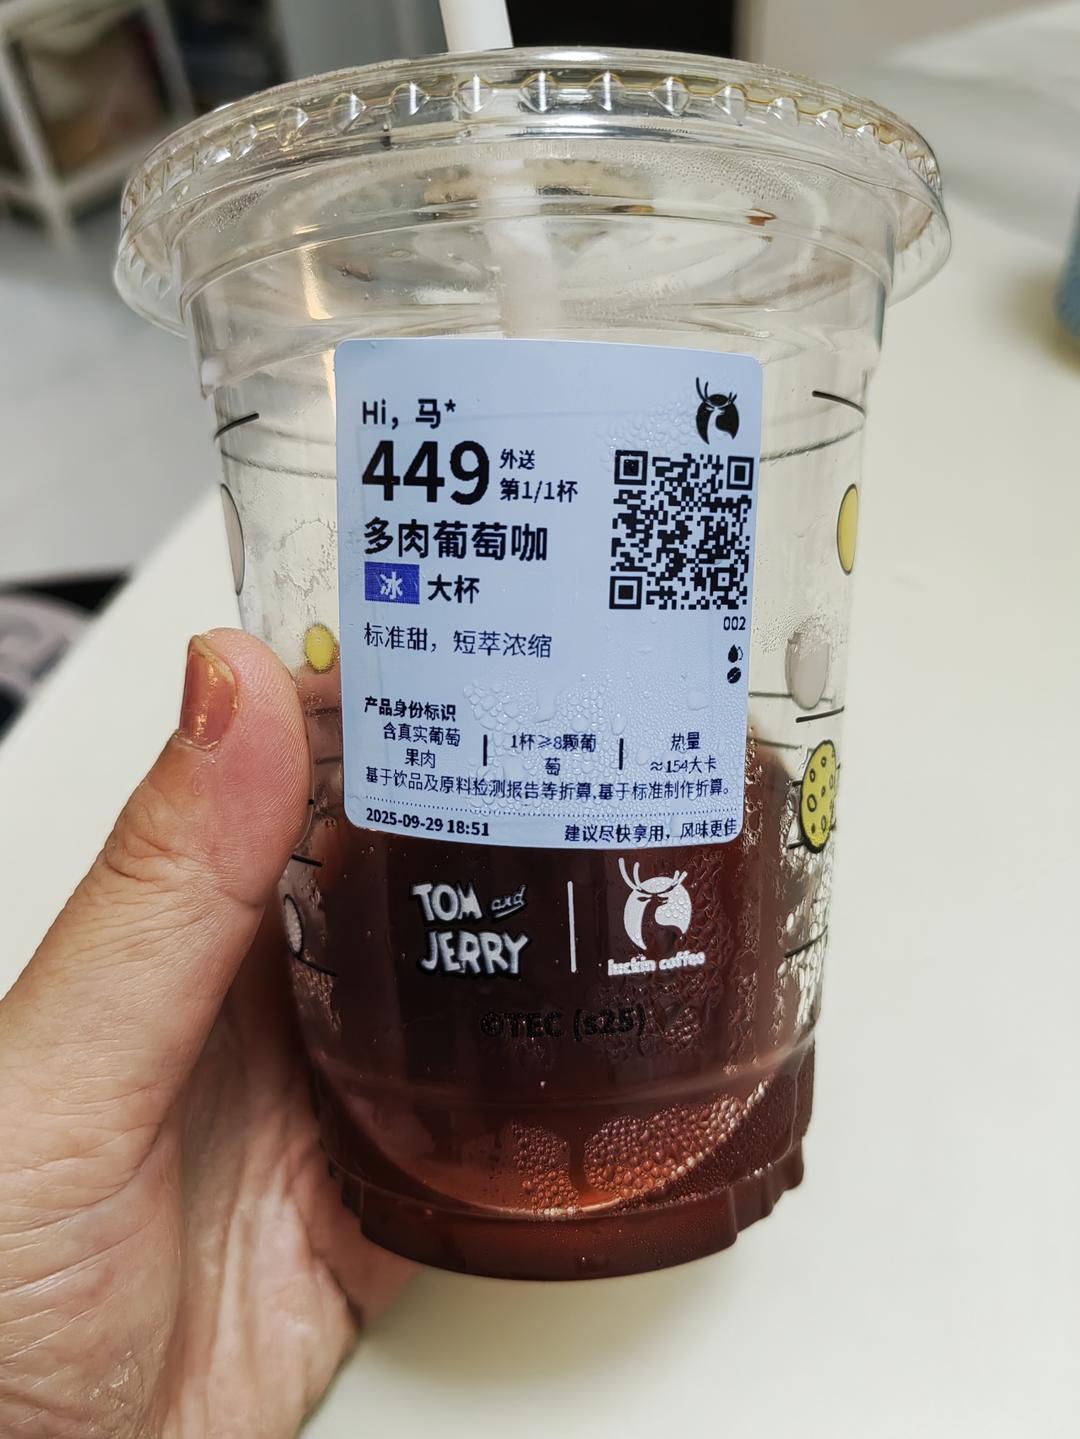 Hi，马*
449 外送
第1/1杯
多肉葡萄咖
冰 大杯
002
标准甜，短萃浓缩
产品身份标识
含真实葡萄
果肉
1杯≥8颗葡
萄
热量
≈154大卡
基于饮品及原料检测报告等折算,基于标准制作折算。
2025-09-29 18:51 建议尽快享用，风味更佳
TOM and
JERRY
luckin coffee
©TEC (s25)